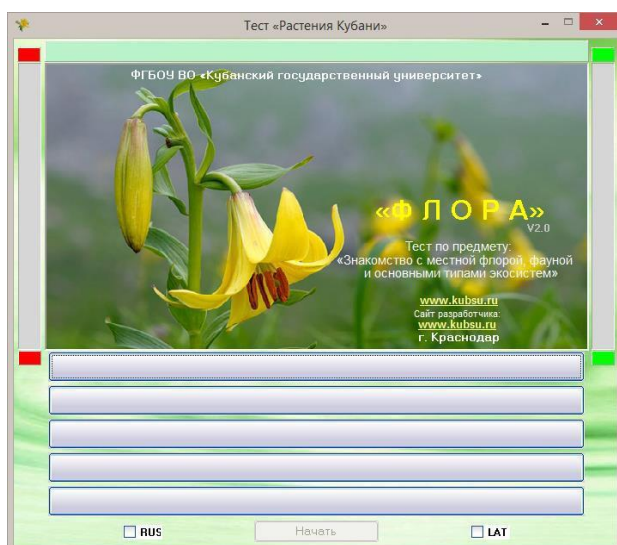 Тест «Растения Кубани»
ФГБОУ ВО «Кубанский государственный университет»
«Ф Л О Р А»
V2.0
Тест по предмету:
«Знакомство с местной флорой, фауной
и основными типами экосистем»
www.kubsu.ru
Сайт разработчика:
www.kubsu.ru
г. Краснодар
RUS
Начать
LAT